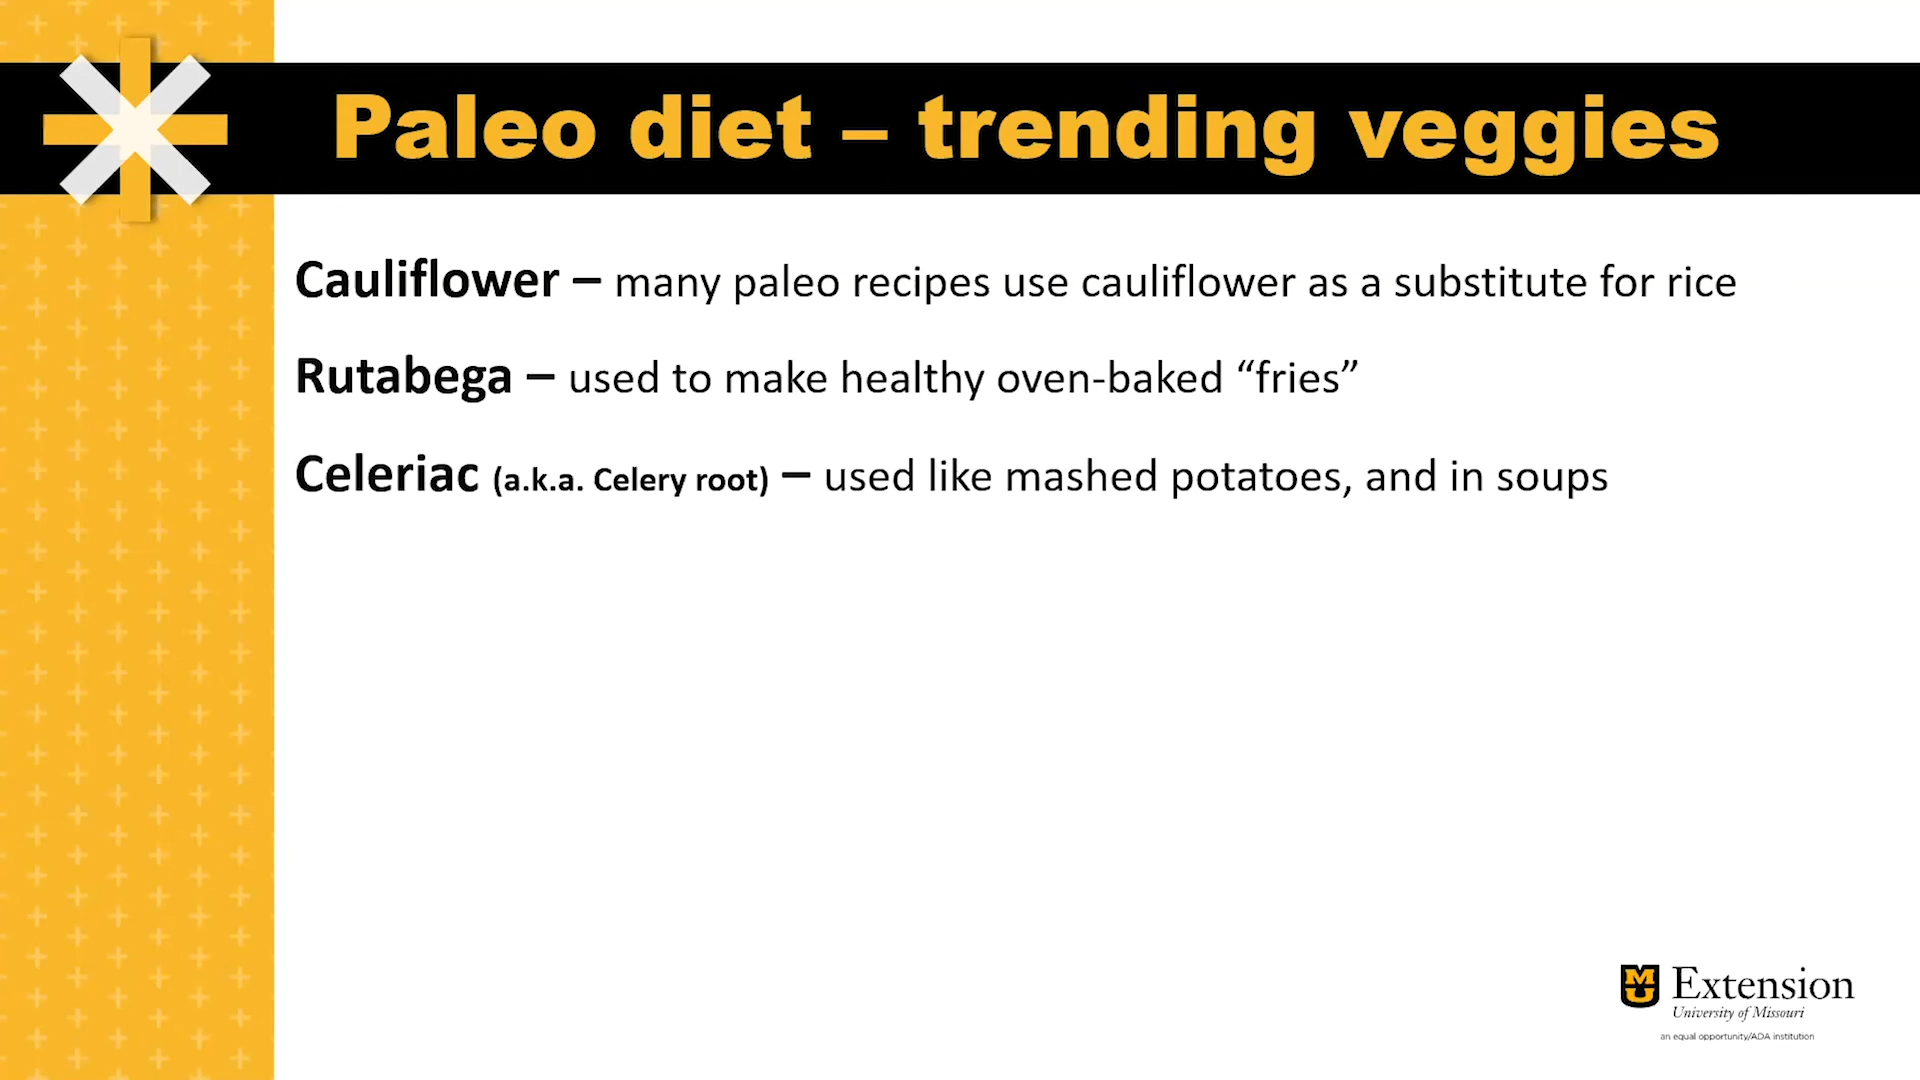 Paleo diet – trending veggies
Cauliflower – many paleo recipes use cauliflower as a substitute for rice
Rutabega – used to make healthy oven-baked “fries”
Celeriac (a.k.a. Celery root) – used like mashed potatoes, and in soups
MU Extension
University of Missouri
an equal opportunity/ADA institution